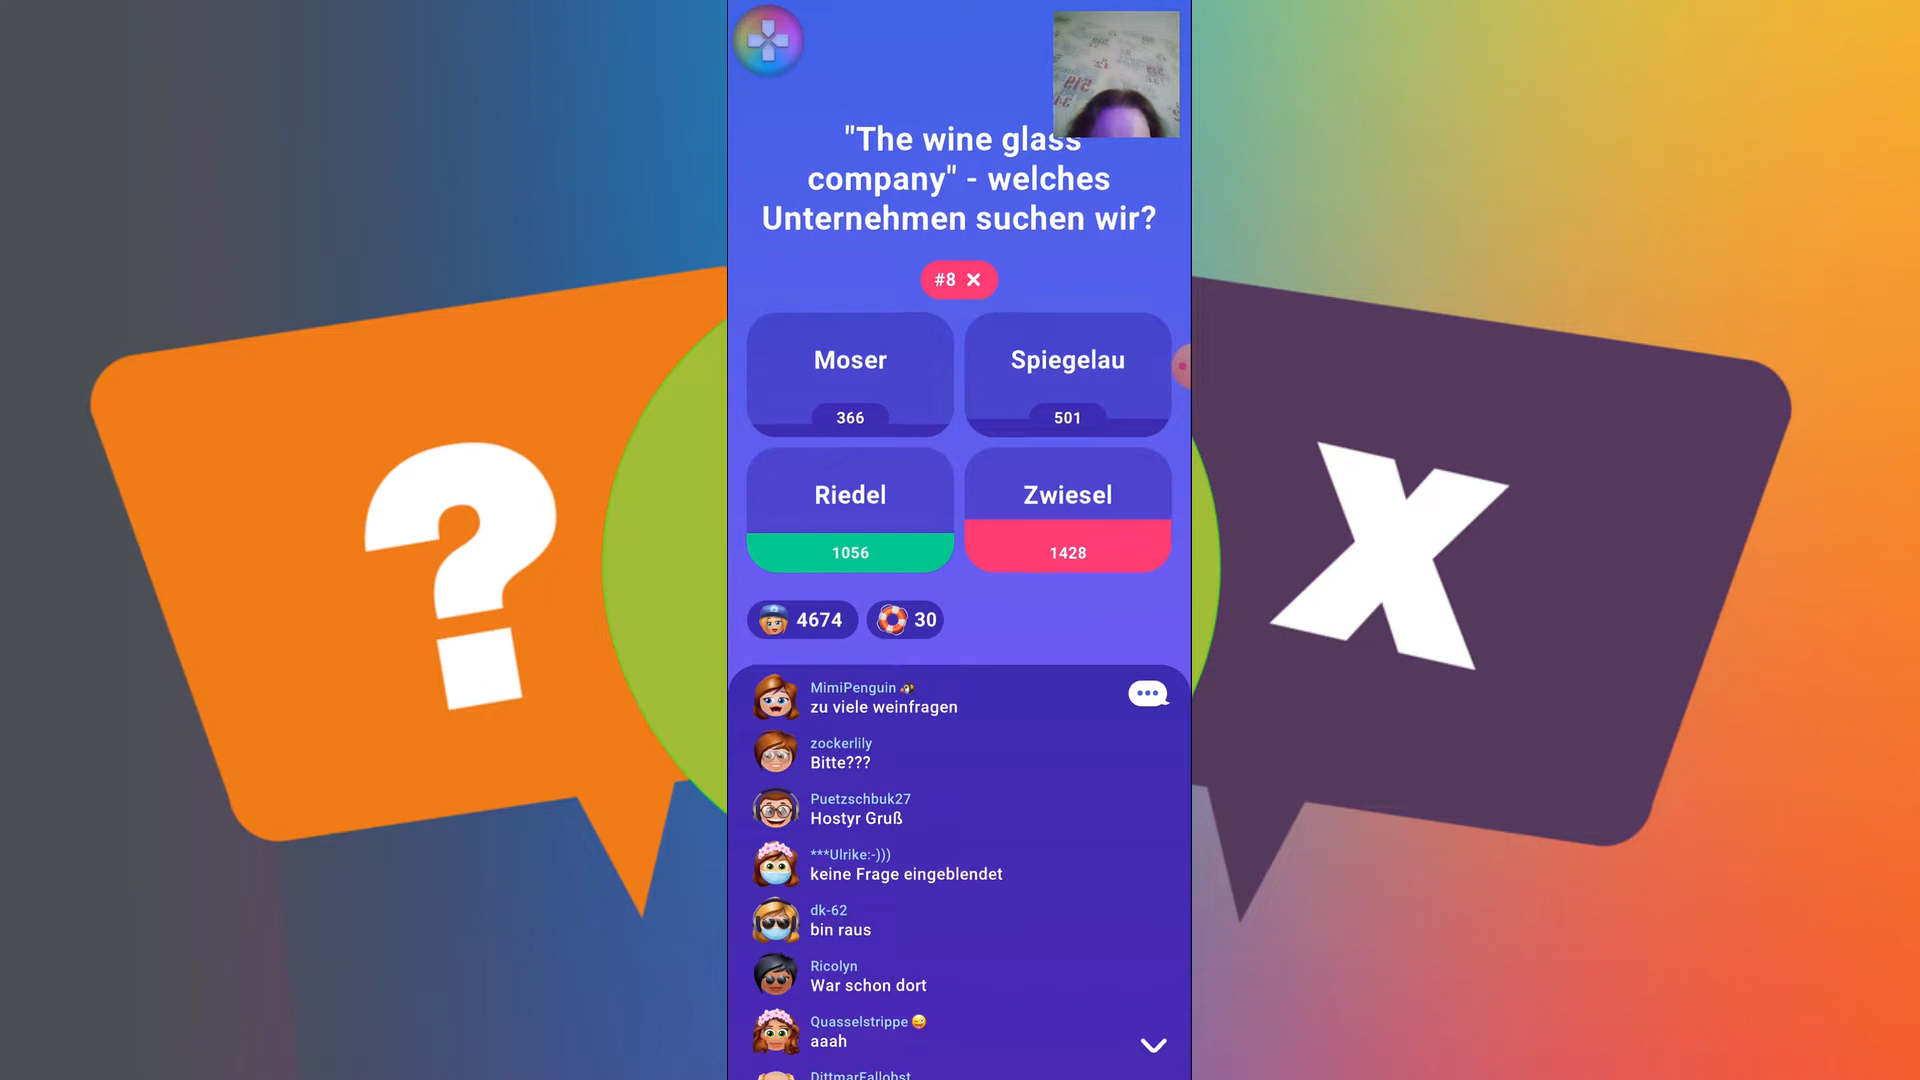 "The wine glass
company" - welches
Unternehmen suchen wir?
#8 ×
Moser
366
Spiegelau
501
Riedel
1056
Zwiesel
1428
4674
30
MimiPenguin
zu viele weinfragen
zockerlily
Bitte???
Puetzschbuk27
Hostyr Gruß
***Ulrike:-)))
keine Frage eingeblendet
dk-62
bin raus
Ricolyn
War schon dort
Quasselstrippe 😜
aaah
DittmarFallobst
?
X